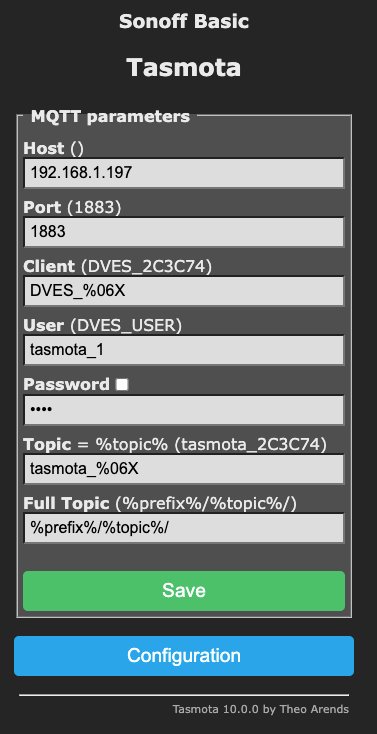 Sonoff Basic
Tasmota
MQTT parameters
Host ()
192.168.1.197
Port (1883)
1883
Client (DVES_2C3C74)
DVES_%06X
User (DVES_USER)
tasmota_1
Password
••••
Topic = %topic% (tasmota_2C3C74)
tasmota_%06X
Full Topic (%prefix%/%topic%/)
%prefix%/%topic%/
Save
Configuration
Tasmota 10.0.0 by Theo Arends